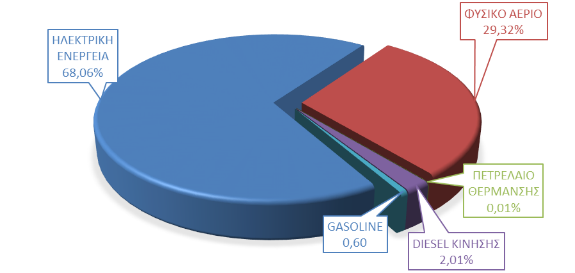 ΗΛΕΚΤΡΙΚΗ
ΕΝΕΡΓΕΙΑ
68,06%
ΦΥΣΙΚΟ ΑΕΡΙΟ
29,32%
ΠΕΤΡΕΛΑΙΟ
ΘΕΡΜΑΝΣΗΣ
0,01%
GASOLINE
0,60
DIESEL ΚΙΝΗΣΗΣ
2,01%